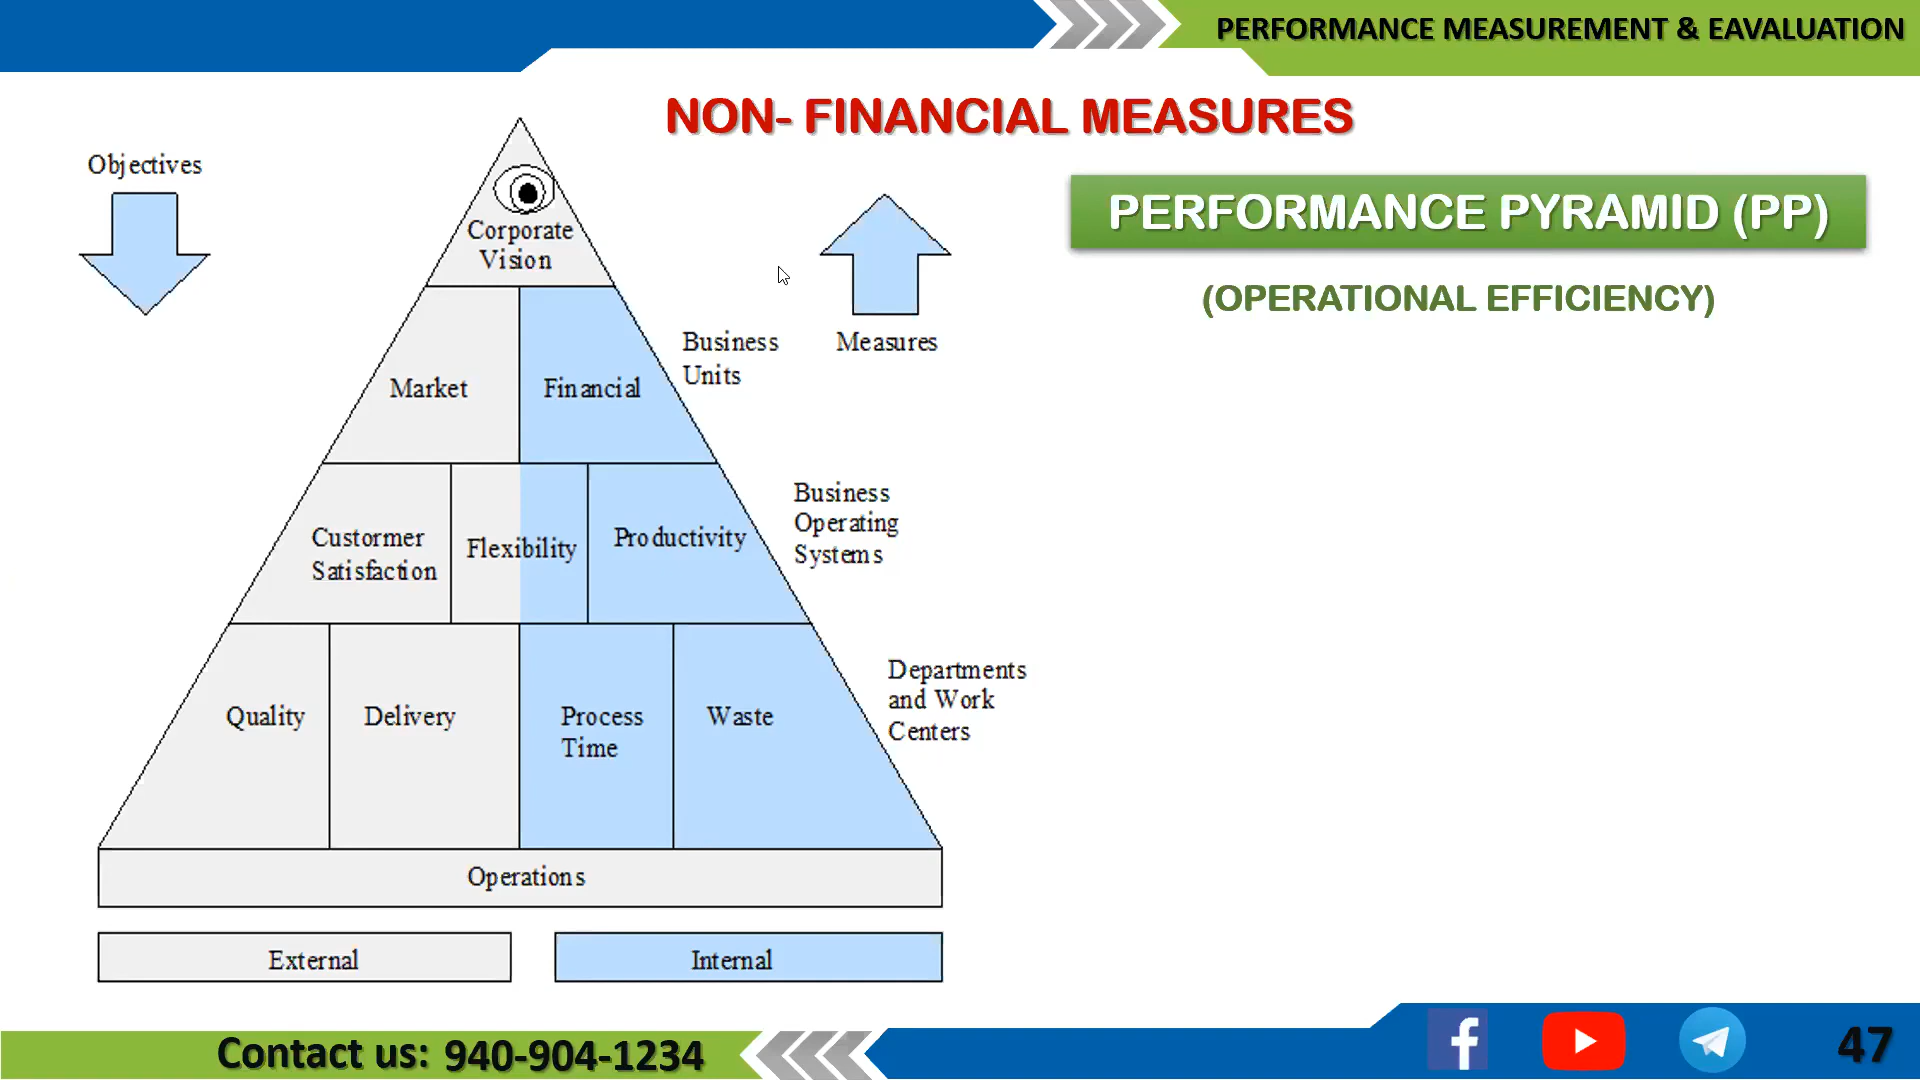 PERFORMANCE MEASUREMENT & EAVALUATION
NON- FINANCIAL MEASURES
PERFORMANCE PYRAMID (PP)
(OPERATIONAL EFFICIENCY)
Objectives
Corporate
Vision
Measures
Market
Financial
Business
Units
Custormer
Satisfaction
Flexibility
Productivity
Business
Operating
Systems
Quality
Delivery
Process
Time
Waste
Departments
and Work
Centers
Operations
External
Internal
Contact us: 940-904-1234
47